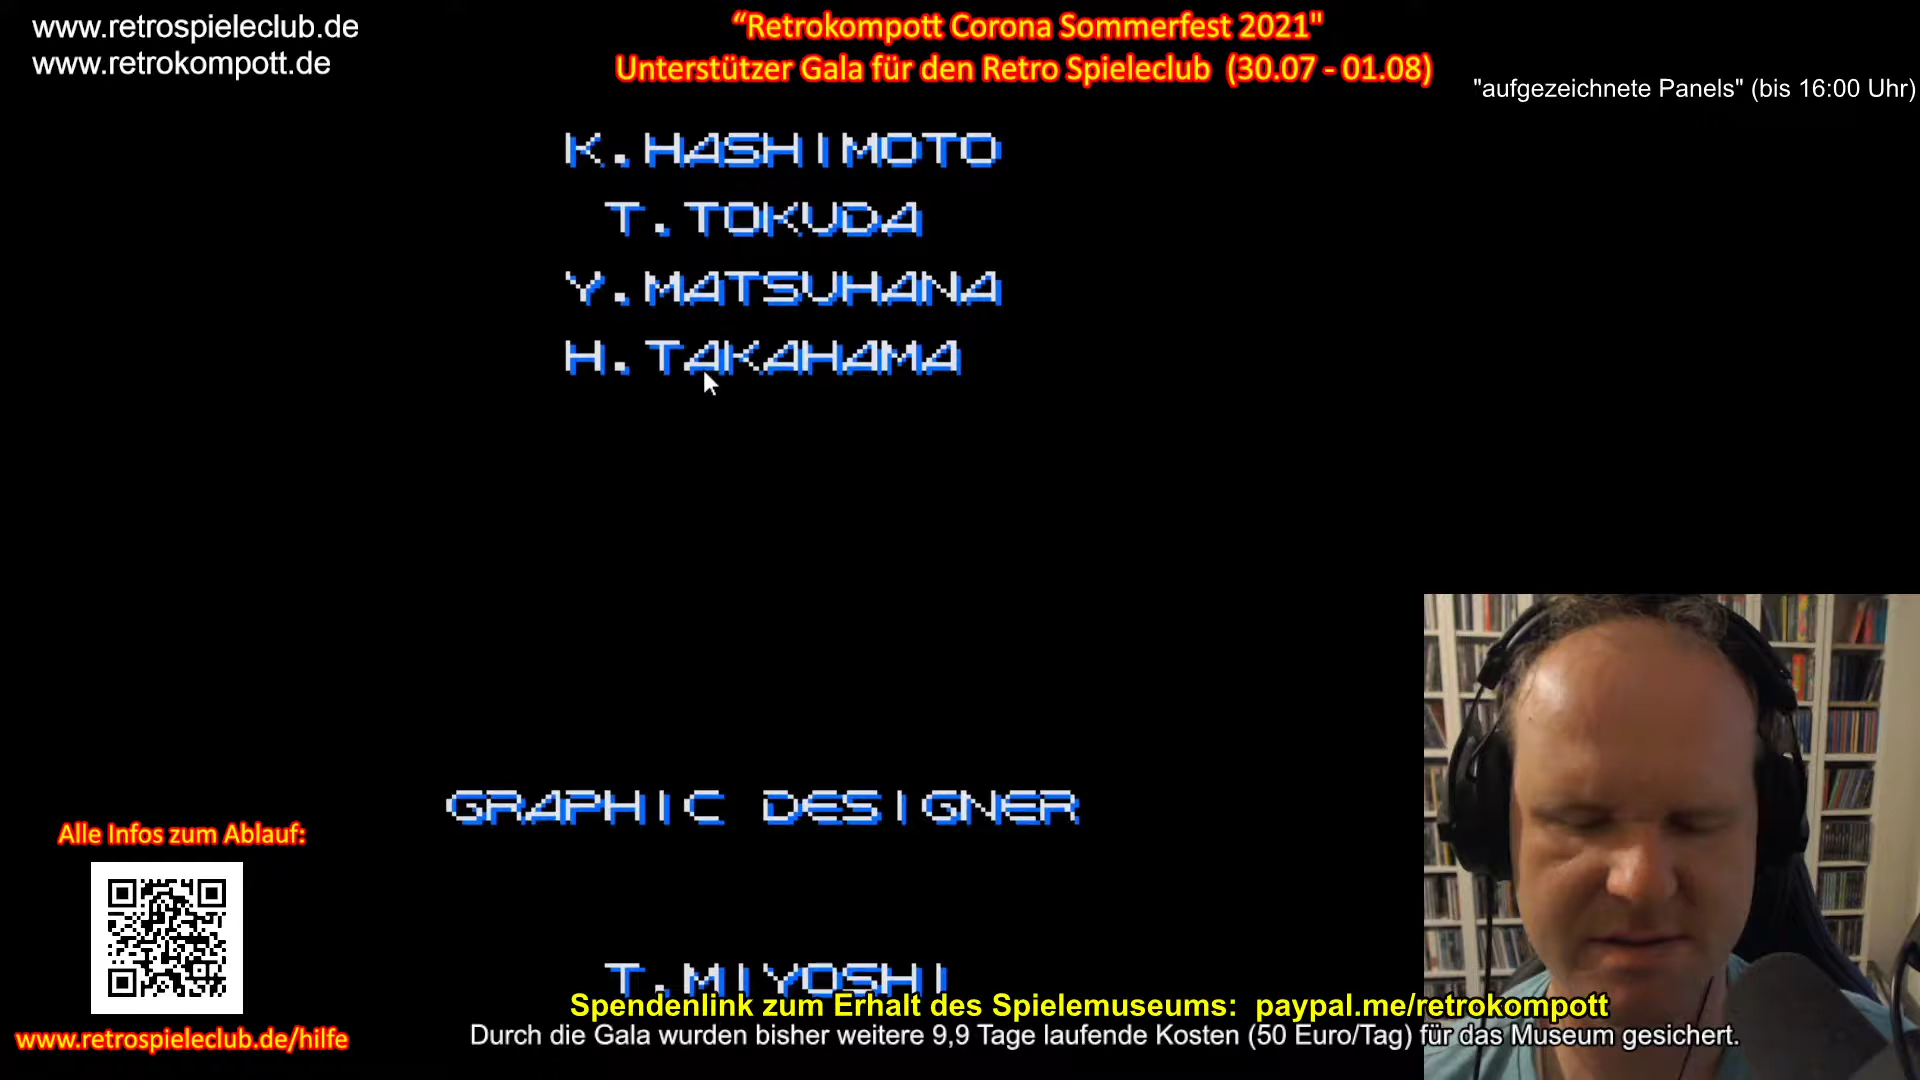 www.retrospieleclub.de
www.retrokompott.de
“Retrokompott Corona Sommerfest 2021"
Unterstützer Gala für den Retro Spieleclub (30.07 - 01.08)
"aufgezeichnete Panels" (bis 16:00 Uhr)
K.HASHIMOTO
T.TOKUDA
Y.MATSUHANA
H.TAKAHAMA
GRAPHIC DESIGNER
T.MIYOSHI
Alle Infos zum Ablauf:
www.retrospieleclub.de/hilfe
Spendenlink zum Erhalt des Spielemuseums: paypal.me/retrokompott
Durch die Gala wurden bisher weitere 9,9 Tage laufende Kosten (50 Euro/Tag) für das Museum gesichert.